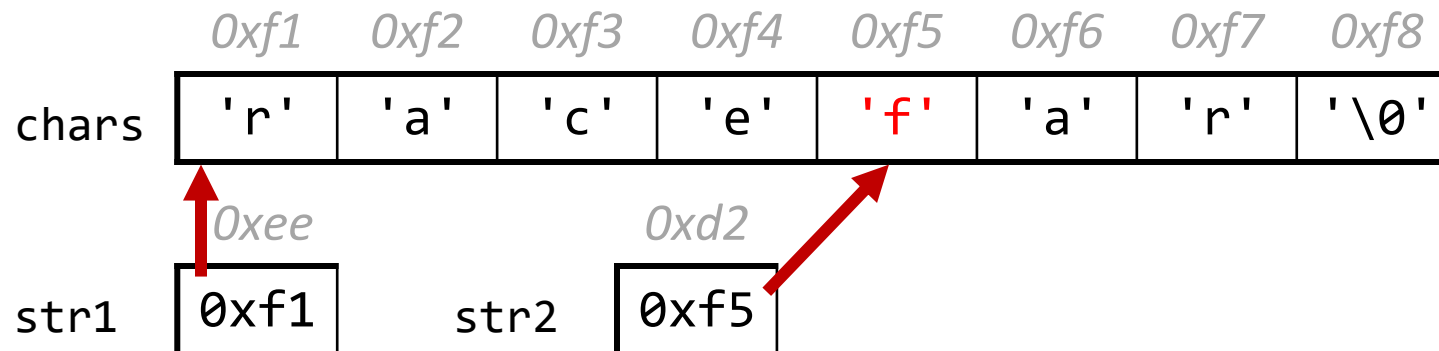 0xf1 0xf2 0xf3 0xf4 0xf5 0xf6 0xf7 0xf8
chars 'r' 'a' 'c' 'e' 'f' 'a' 'r' '\0'
0xee 0xd2
str1 0xf1 str2 0xf5